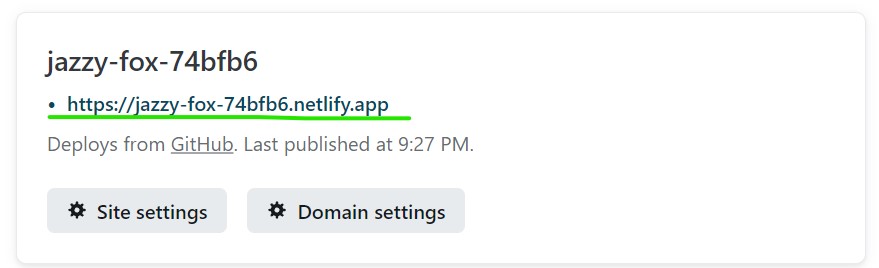 jazzy-fox-74bfb6
• https://jazzy-fox-74bfb6.netlify.app
Deploys from GitHub. Last published at 9:27 PM.
Site settings
Domain settings